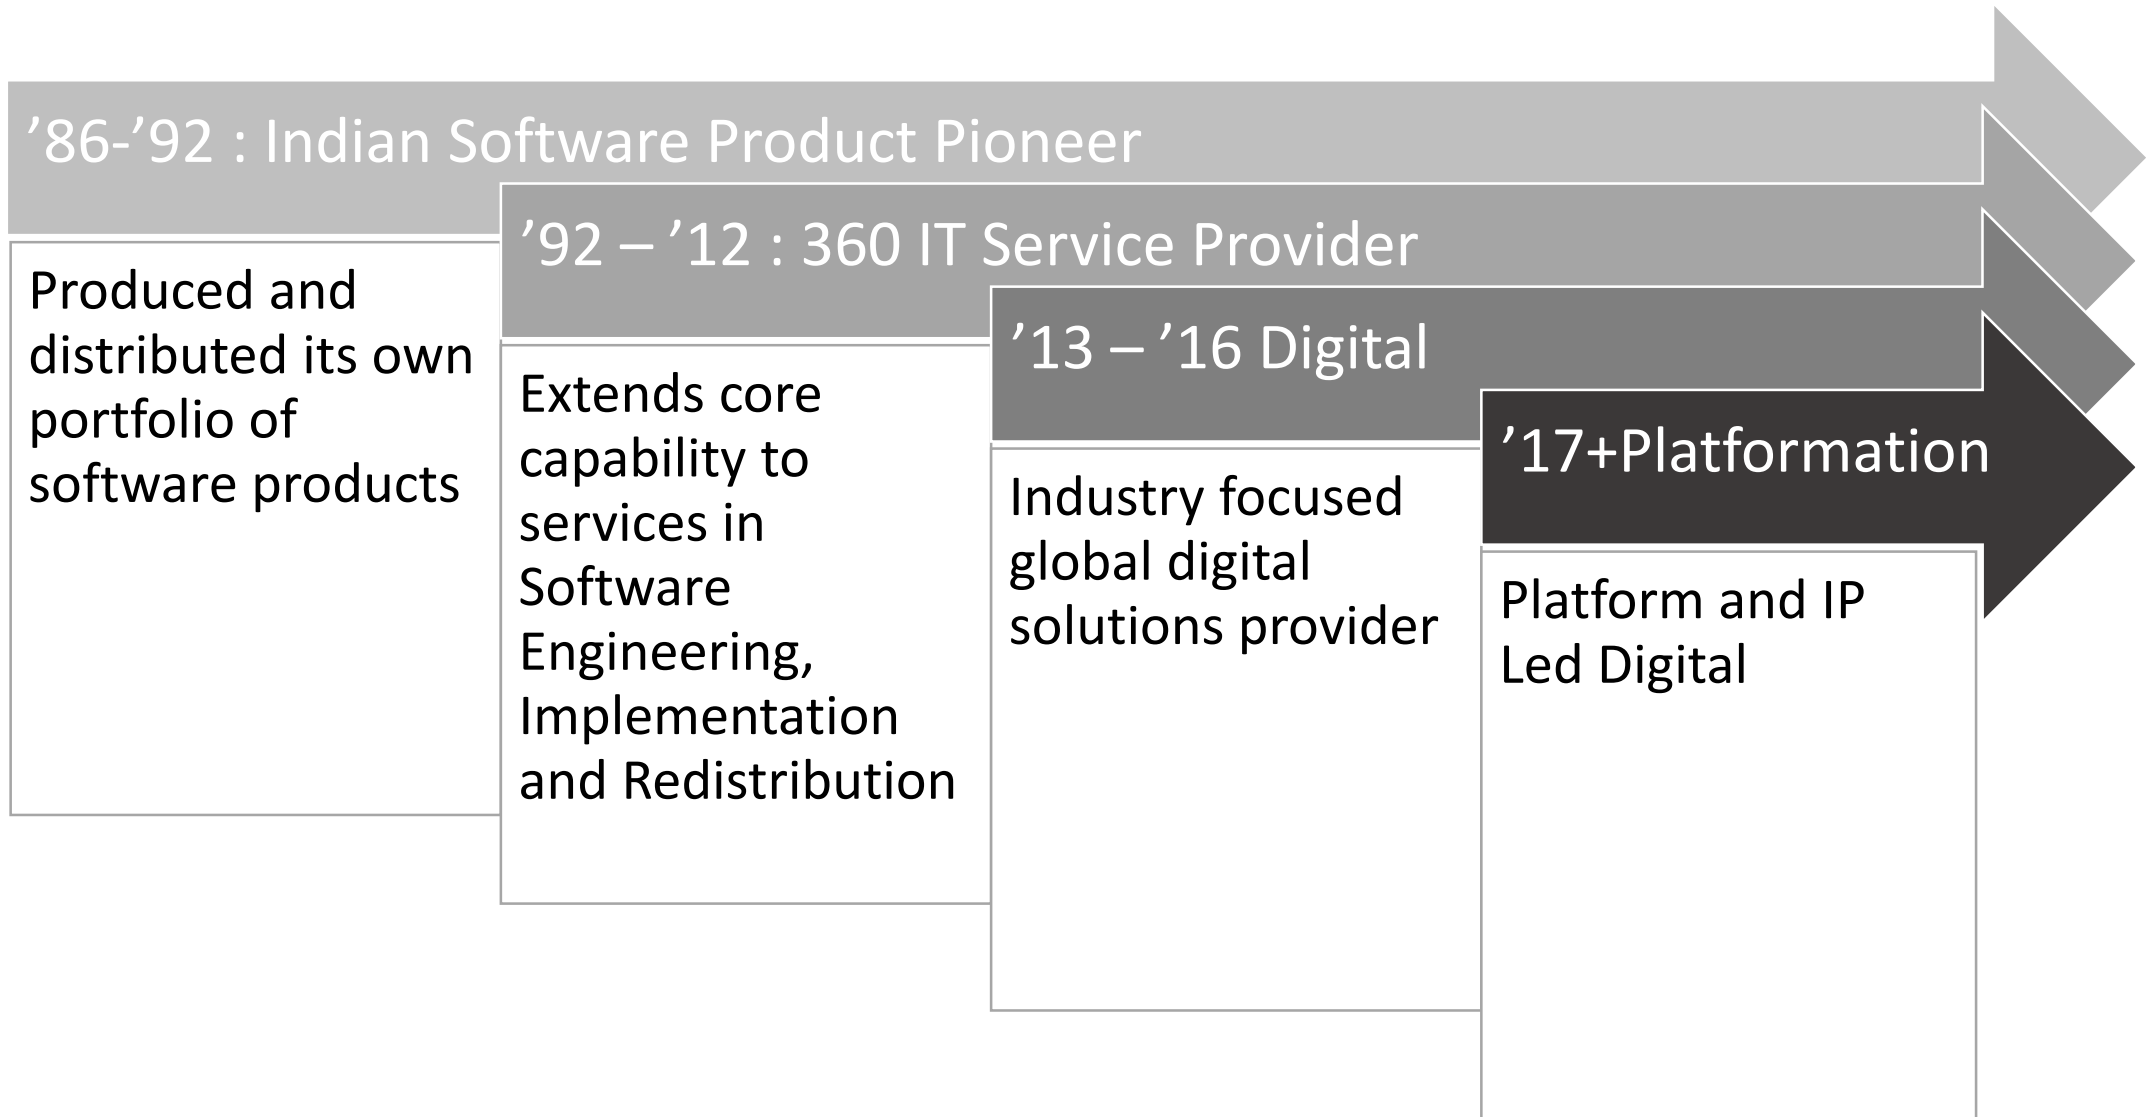 ’86-’92 : Indian Software Product Pioneer
Produced and
distributed its own
portfolio of
software products
’92 – ’12 : 360 IT Service Provider
Extends core
capability to
services in
Software
Engineering,
Implementation
and Redistribution
’13 – ’16 Digital
Industry focused
global digital
solutions provider
’17+Platformation
Platform and IP
Led Digital